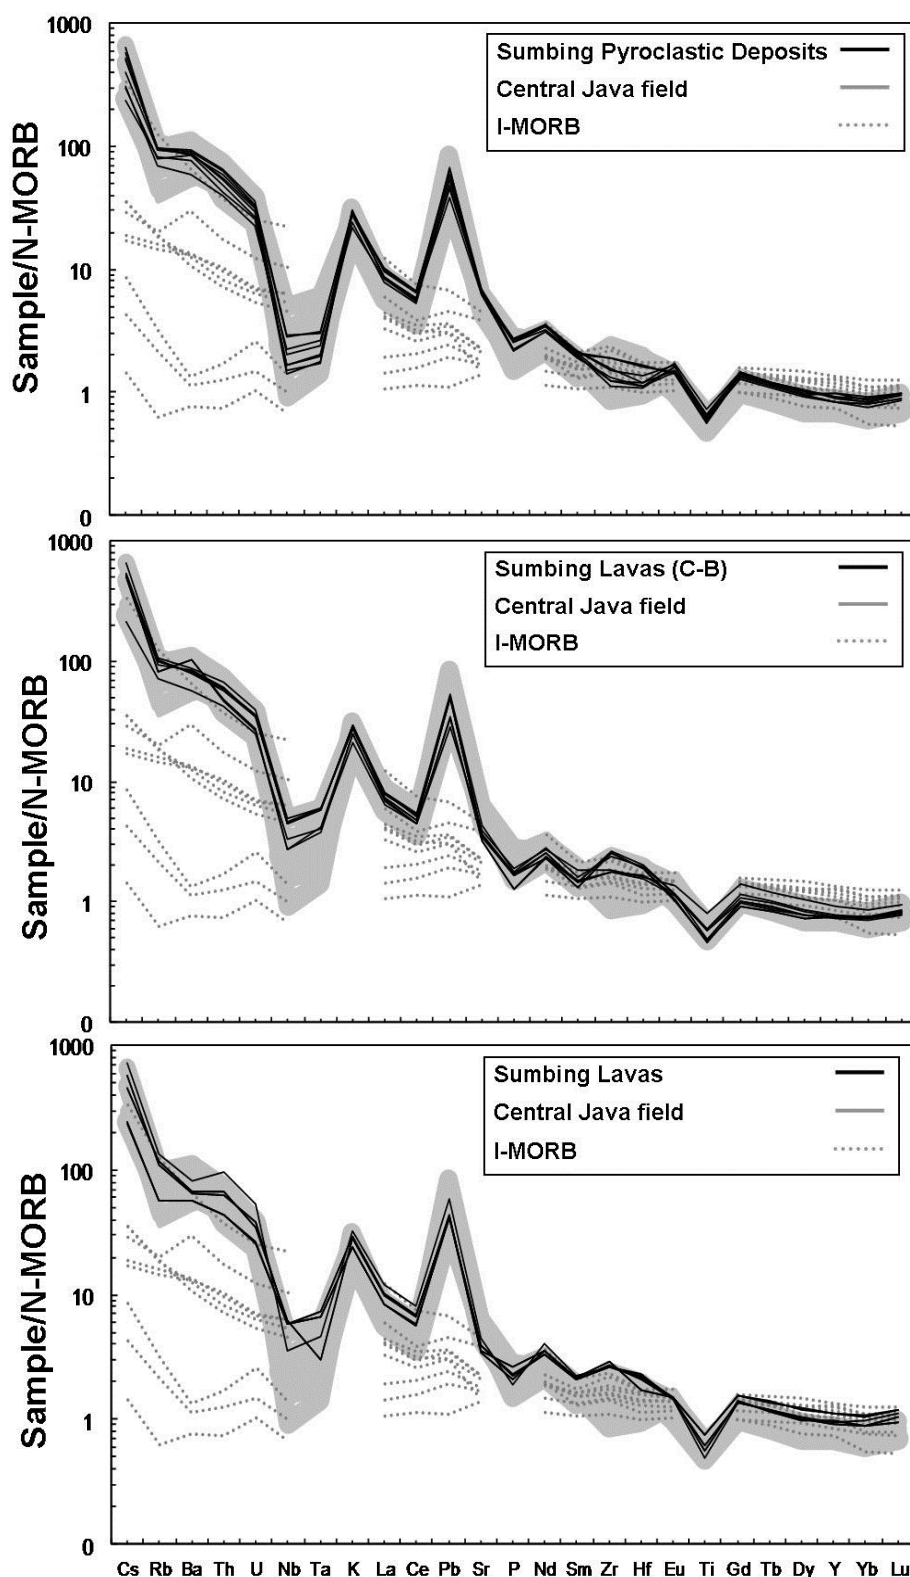 1000
100
10
1
0
Sample/N-MORB
Sumbing Pyroclastic Deposits
Central Java field
I-MORB
1000
100
10
1
0
Sample/N-MORB
Sumbing Lavas (C-B)
Central Java field
I-MORB
1000
100
10
1
0
Sample/N-MORB
Sumbing Lavas
Central Java field
I-MORB
Cs Rb Ba Th U Nb Ta K La Ce Pb Sr P Nd Sm Zr Hf Eu Ti Gd Tb Dy Y Yb Lu